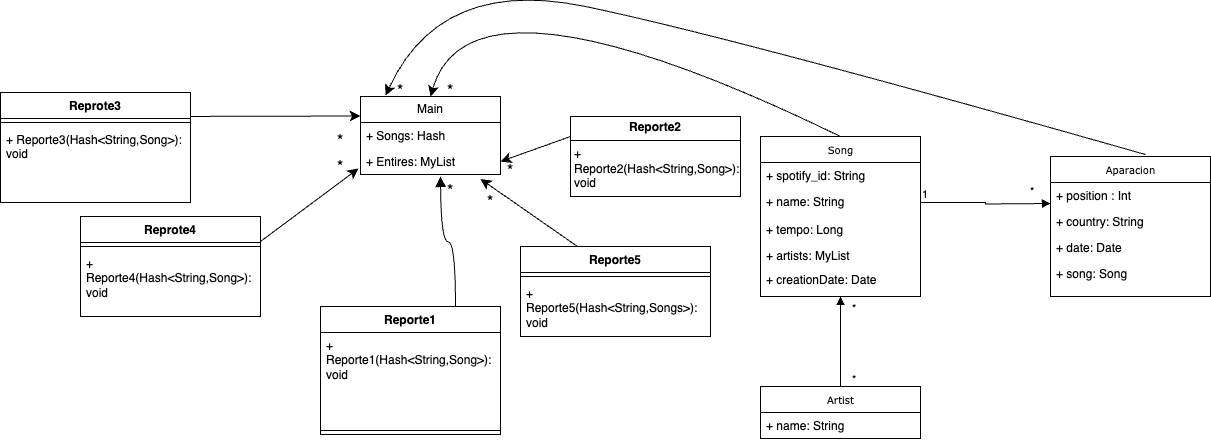 Reprote3
+ Reporte3(Hash<String,Song>):
void
Reprote4
+
Reporte4(Hash<String,Song>):
void
*
*
Main
+ Songs: Hash
+ Entires: MyList
*
*
*
*
*
Reporte1
+
Reporte1(Hash<String,Song>):
void
Reporte2
+
Reporte2(Hash<String,Song>):
void
Reporte5
+
Reporte5(Hash<String,Songs>):
void
Song
+ spotify_id: String
+ name: String
+ tempo: Long
+ artists: MyList
+ creationDate: Date
1
*
Aparacion
+ position : Int
+ country: String
+ date: Date
+ song: Song
*
*
Artist
+ name: String